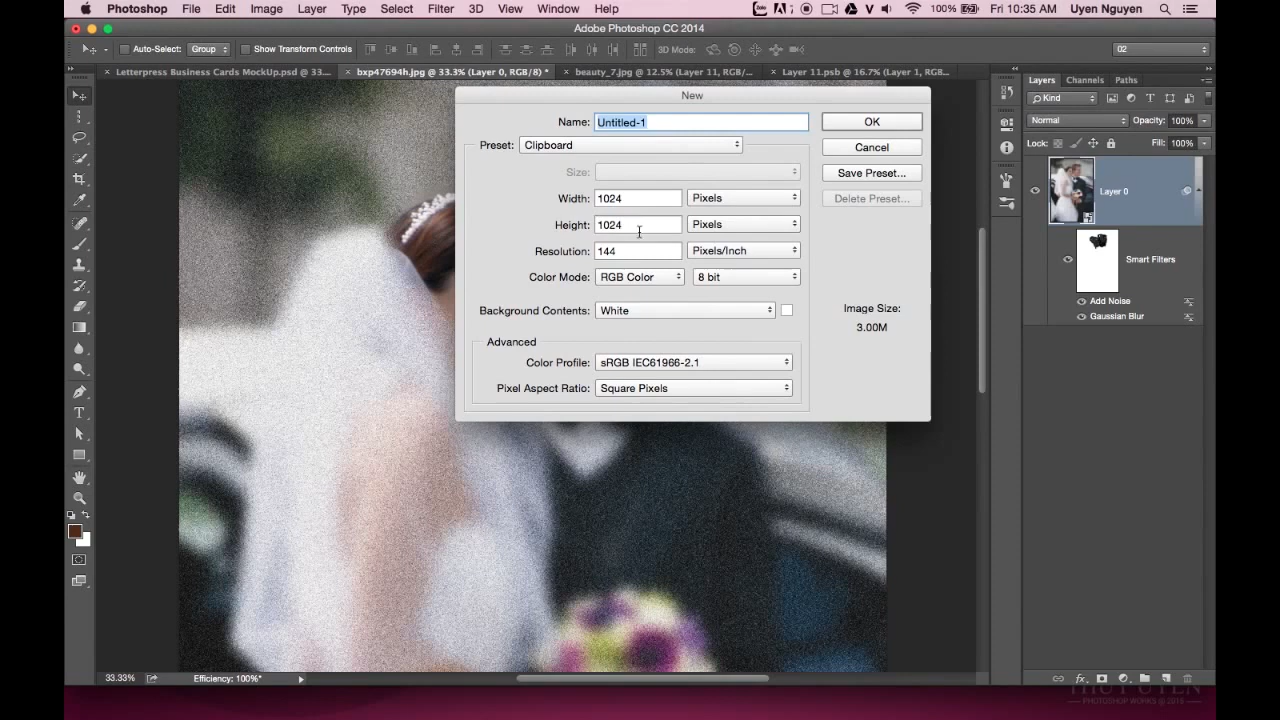 Photoshop File Edit Image Layer Type Select Filter 3D View Window Help 100% Fri 10:35 AM Uyen Nguyen
Adobe Photoshop CC 2014
Auto-Select: Group Show Transform Controls 3D Mode: 02
Letterpress Business Cards MockUp.psd @ 33.... bxp47694h.jpg @ 33.3% (Layer 0, RGB/8) * beauty_7.jpg @ 12.5% (Layer 11, RGB/... Layer 11.psb @ 16.7% (Layer 1, RGB...
New
Name: Untitled-1 OK
Preset: Clipboard Cancel
Size: Save Preset...
Width: 1024 Pixels Delete Preset...
Height: 1024 Pixels
Resolution: 144 Pixels/Inch
Color Mode: RGB Color 8 bit
Background Contents: White
Image Size:
3.00M
Advanced
Color Profile: sRGB IEC61966-2.1
Pixel Aspect Ratio: Square Pixels
Layers Channels Paths
Kind
Normal Opacity: 100%
Lock: Fill: 100%
Layer 0
Smart Filters
Add Noise
Gaussian Blur
33.33% Efficiency: 100%*
THUY UYEN
PHOTOSHOP WORKS @ 2015